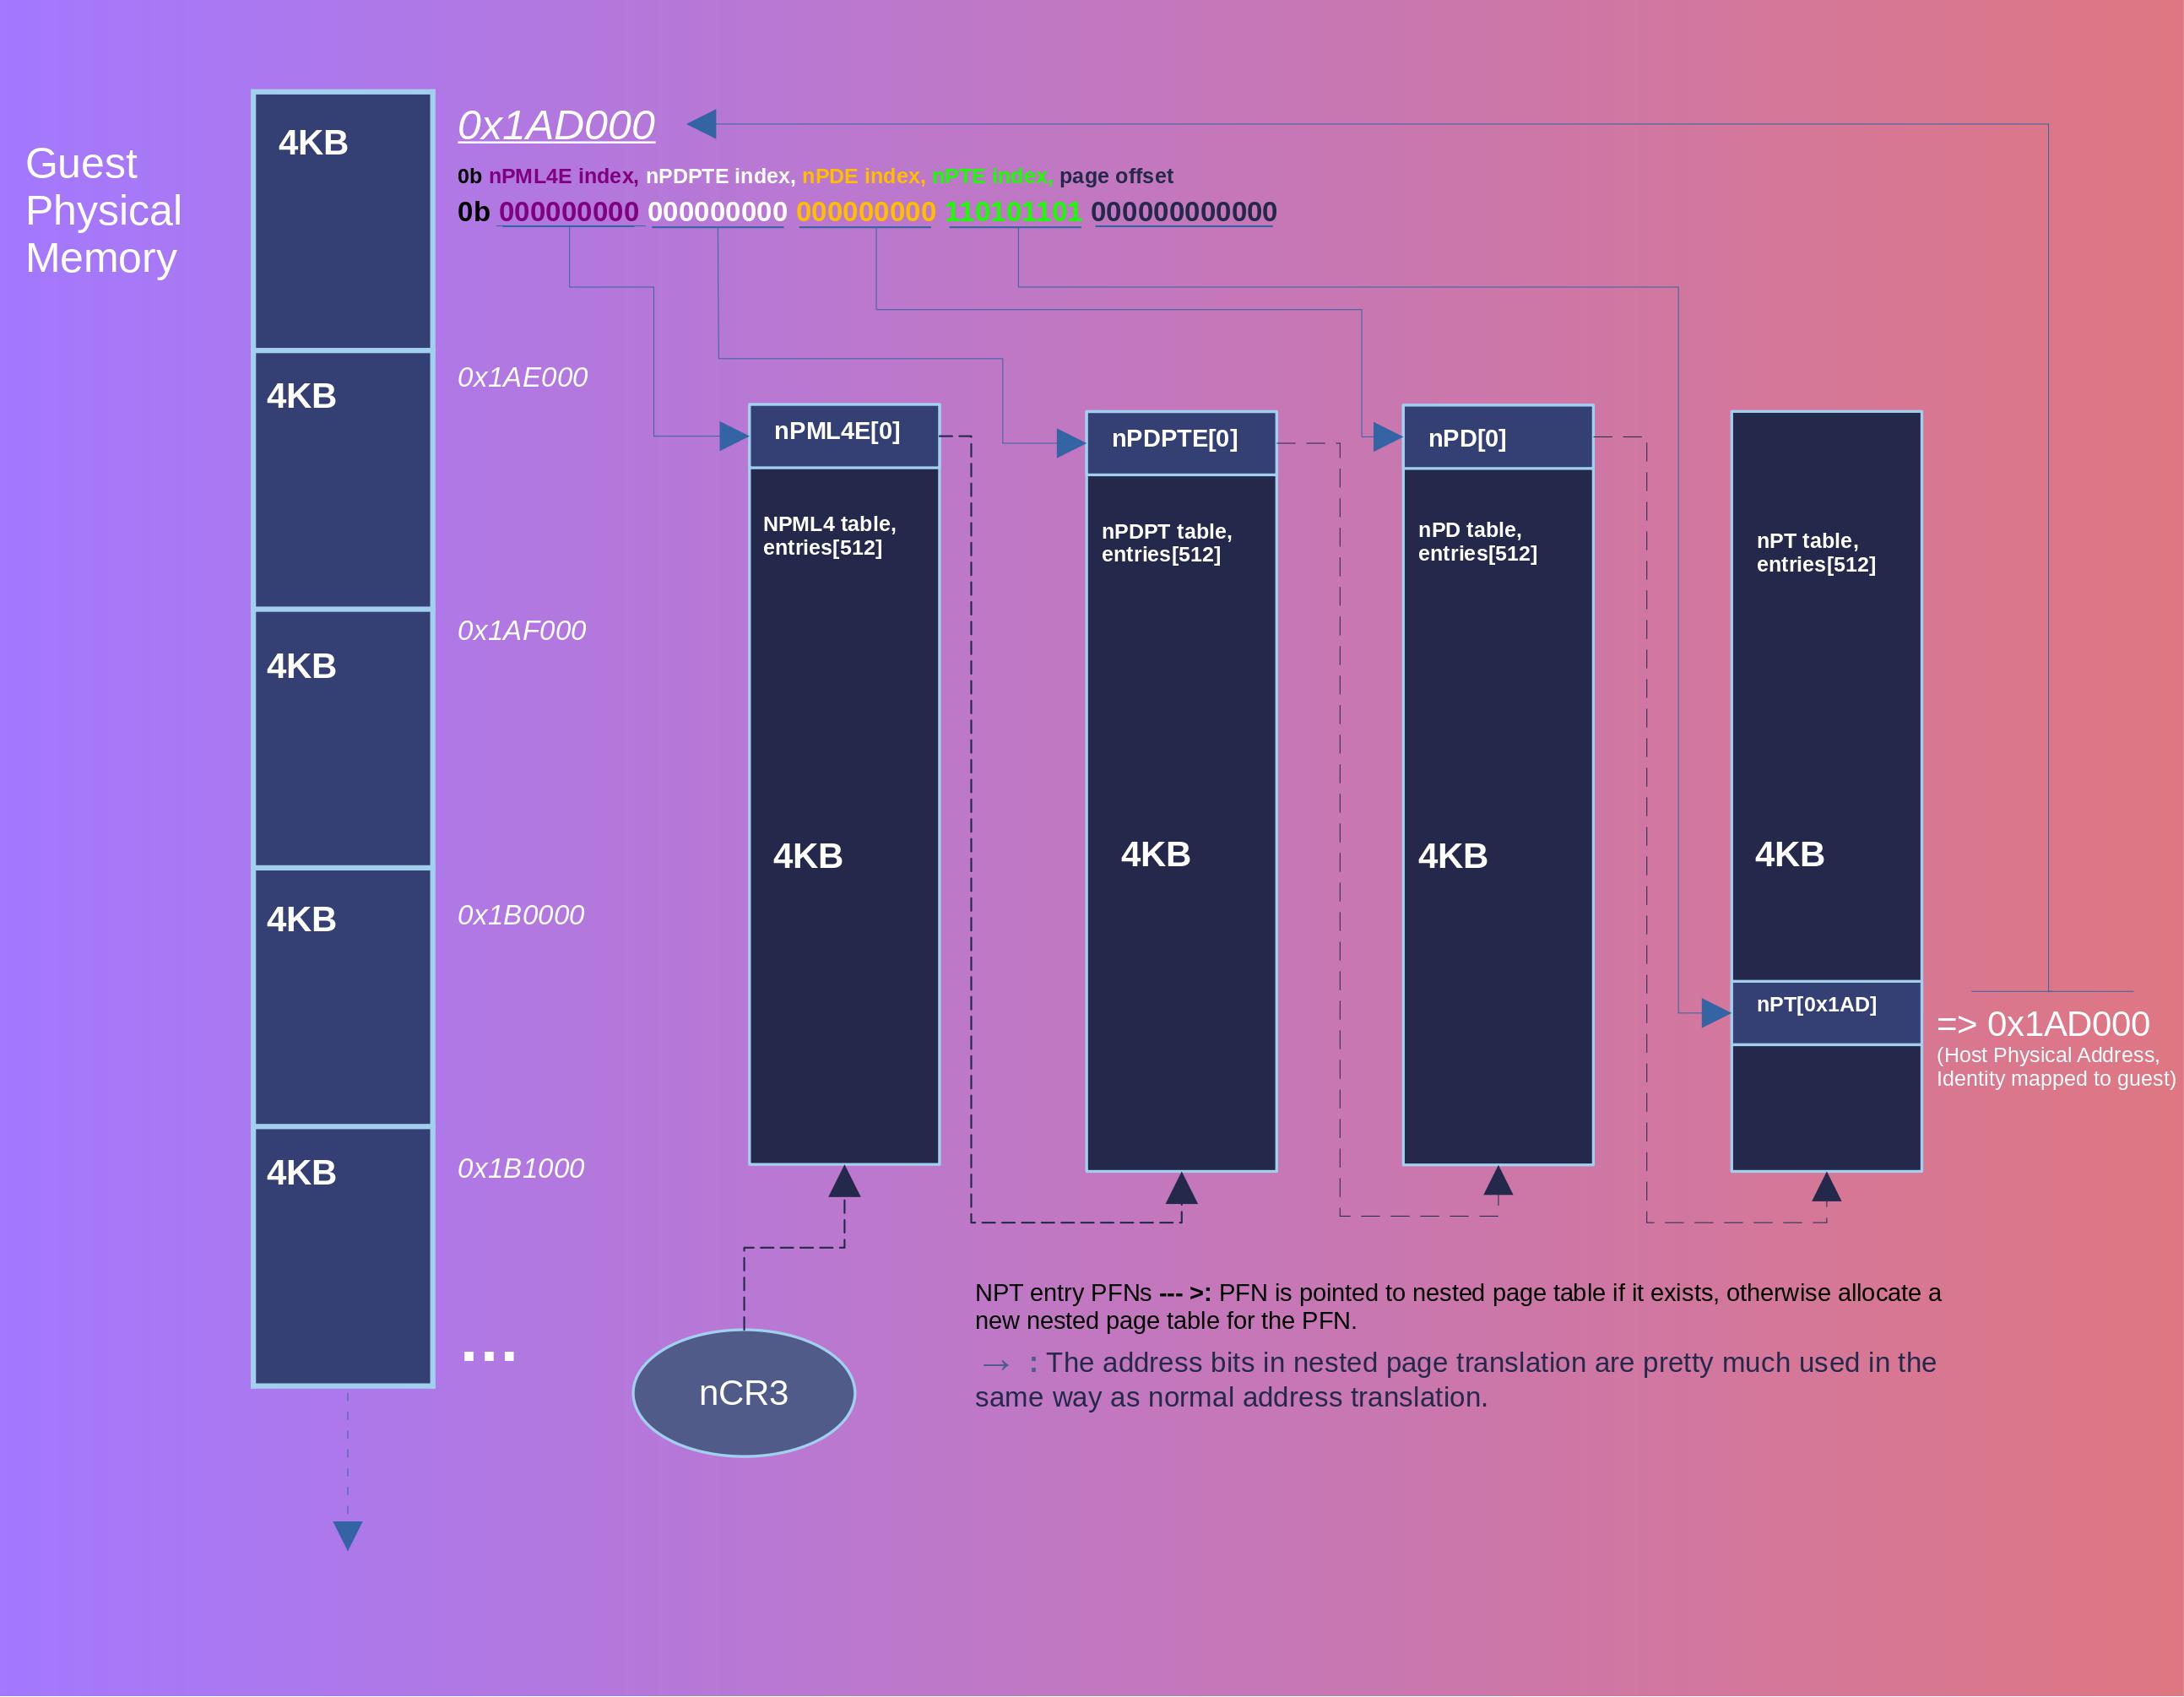 Guest
Physical
Memory
4KB
0x1AD000
0b nPML4E index, nPDPTE index, nPDE index, nPTE index, page offset
0b 000000000 000000000 000000000 110101101 000000000000
4KB
0x1AE000
4KB
0x1AF000
4KB
0x1B0000
4KB
0x1B1000
...
nPML4E[0]
NPML4 table,
entries[512]
4KB
nPDPTE[0]
nPDPT table,
entries[512]
4KB
nPD[0]
nPD table,
entries[512]
4KB
nPT table,
entries[512]
4KB
nPT[0x1AD]
=> 0x1AD000
(Host Physical Address,
Identity mapped to guest)
nCR3
NPT entry PFNs --- >: PFN is pointed to nested page table if it exists, otherwise allocate a
new nested page table for the PFN.
→ : The address bits in nested page translation are pretty much used in the
same way as normal address translation.